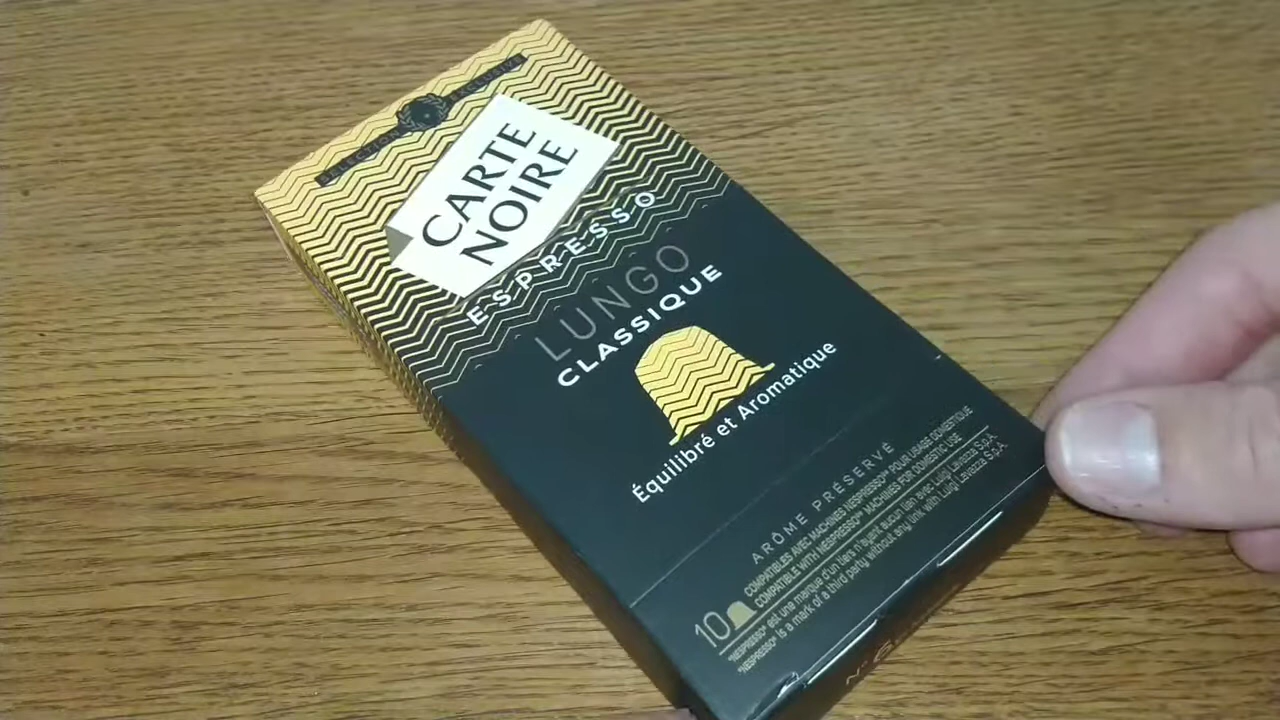 SÉLECTION EXCLUSIVE
CARTE
NOIRE
ESPRESSO
LUNGO
CLASSIQUE
Équilibré et Aromatique
ARÔME PRÉSERVÉ
10
COMPATIBLES AVEC MACHINES NESPRESSO®* POUR USAGE DOMESTIQUE
COMPATIBLE WITH NESPRESSO®* MACHINES FOR DOMESTIC USE
*NESPRESSO® est une marque d'un tiers n'ayant aucun lien avec Luigi Lavazza S.p.A.
*NESPRESSO® is a mark of a third party without any link with Luigi Lavazza S.p.A.
N° 6